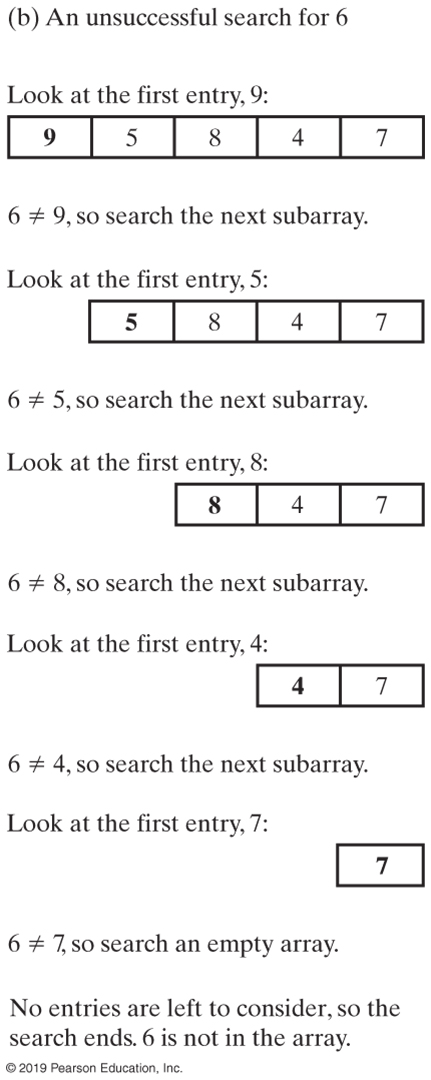 (b) An unsuccessful search for 6
Look at the first entry, 9:
9 5 8 4 7
6 ≠ 9, so search the next subarray.
Look at the first entry, 5:
5 8 4 7
6 ≠ 5, so search the next subarray.
Look at the first entry, 8:
8 4 7
6 ≠ 8, so search the next subarray.
Look at the first entry, 4:
4 7
6 ≠ 4, so search the next subarray.
Look at the first entry, 7:
7
6 ≠ 7, so search an empty array.
No entries are left to consider, so the
search ends. 6 is not in the array.
© 2019 Pearson Education, Inc.